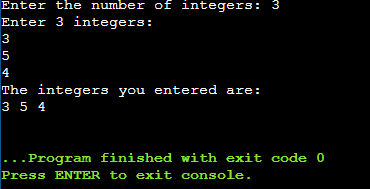 Enter the number of integers: 3
Enter 3 integers:
3
5
4
The integers you entered are:
3 5 4
...Program finished with exit code 0
Press ENTER to exit console.